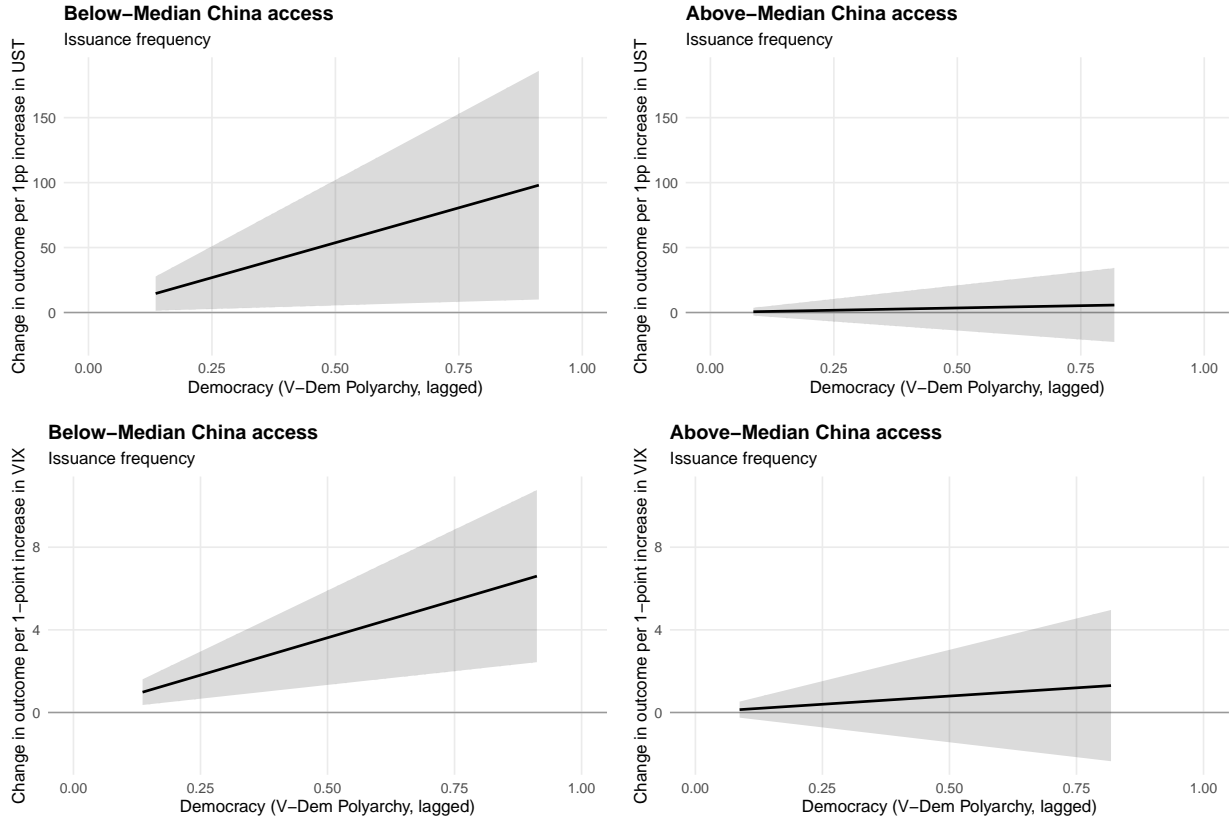 Below−Median China access
Issuance frequency
Change in outcome per 1pp increase in UST
150
100
50
0
0.00 0.25 0.50 0.75 1.00
Democracy (V−Dem Polyarchy, lagged)
Above−Median China access
Issuance frequency
Change in outcome per 1pp increase in UST
150
100
50
0
0.00 0.25 0.50 0.75 1.00
Democracy (V−Dem Polyarchy, lagged)
Below−Median China access
Issuance frequency
Change in outcome per 1−point increase in VIX
8
4
0
0.00 0.25 0.50 0.75 1.00
Democracy (V−Dem Polyarchy, lagged)
Above−Median China access
Issuance frequency
Change in outcome per 1−point increase in VIX
8
4
0
0.00 0.25 0.50 0.75 1.00
Democracy (V−Dem Polyarchy, lagged)